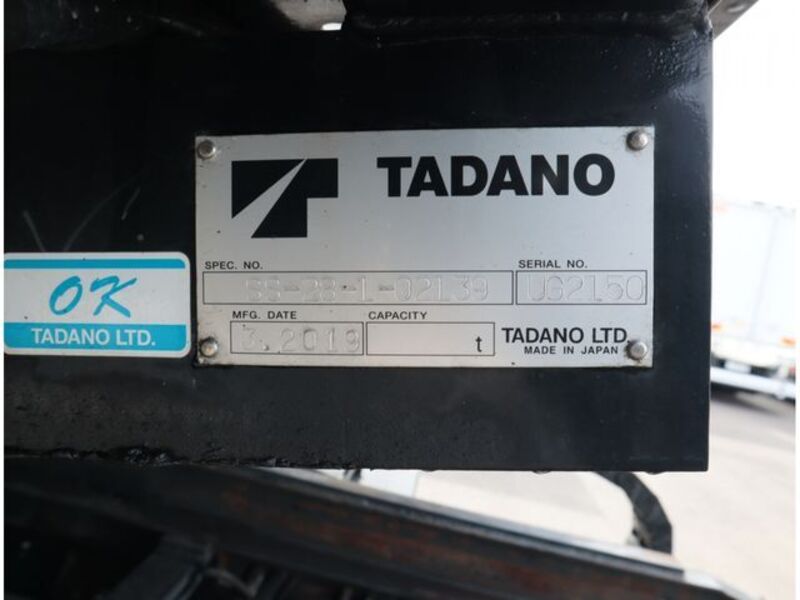 TADANO
SPEC. NO.
SS-28-1-02139
SERIAL NO.
UG2150
MFG. DATE
3.2019
CAPACITY
t
TADANO LTD.
MADE IN JAPAN
OK
TADANO LTD.